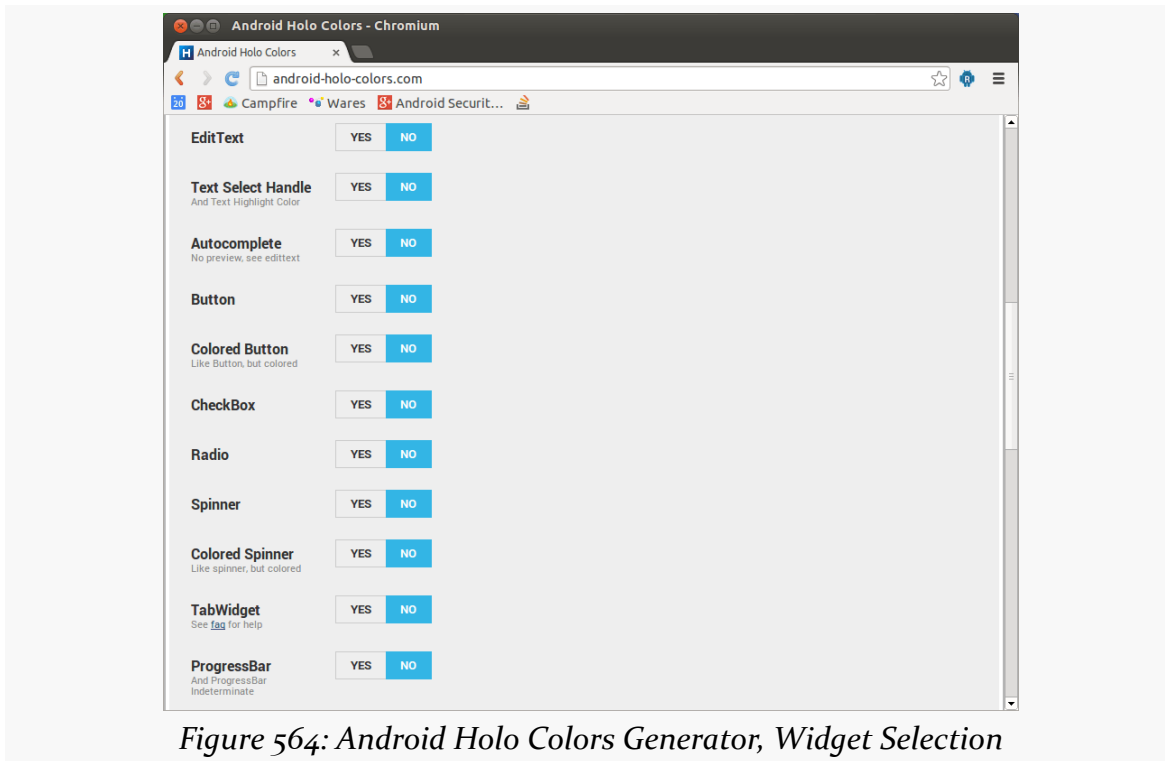 Android Holo Colors - Chromium
H Android Holo Colors ×
android-holo-colors.com
R
20 8+ Campfire Wares 8+ Android Securit...
EditText YES NO
Text Select Handle YES NO
And Text Highlight Color
Autocomplete YES NO
No preview, see edittext
Button YES NO
Colored Button YES NO
Like Button, but colored
CheckBox YES NO
Radio YES NO
Spinner YES NO
Colored Spinner YES NO
Like spinner, but colored
TabWidget YES NO
See faq for help
ProgressBar YES NO
And ProgressBar
Indeterminate
Figure 564: Android Holo Colors Generator, Widget Selection